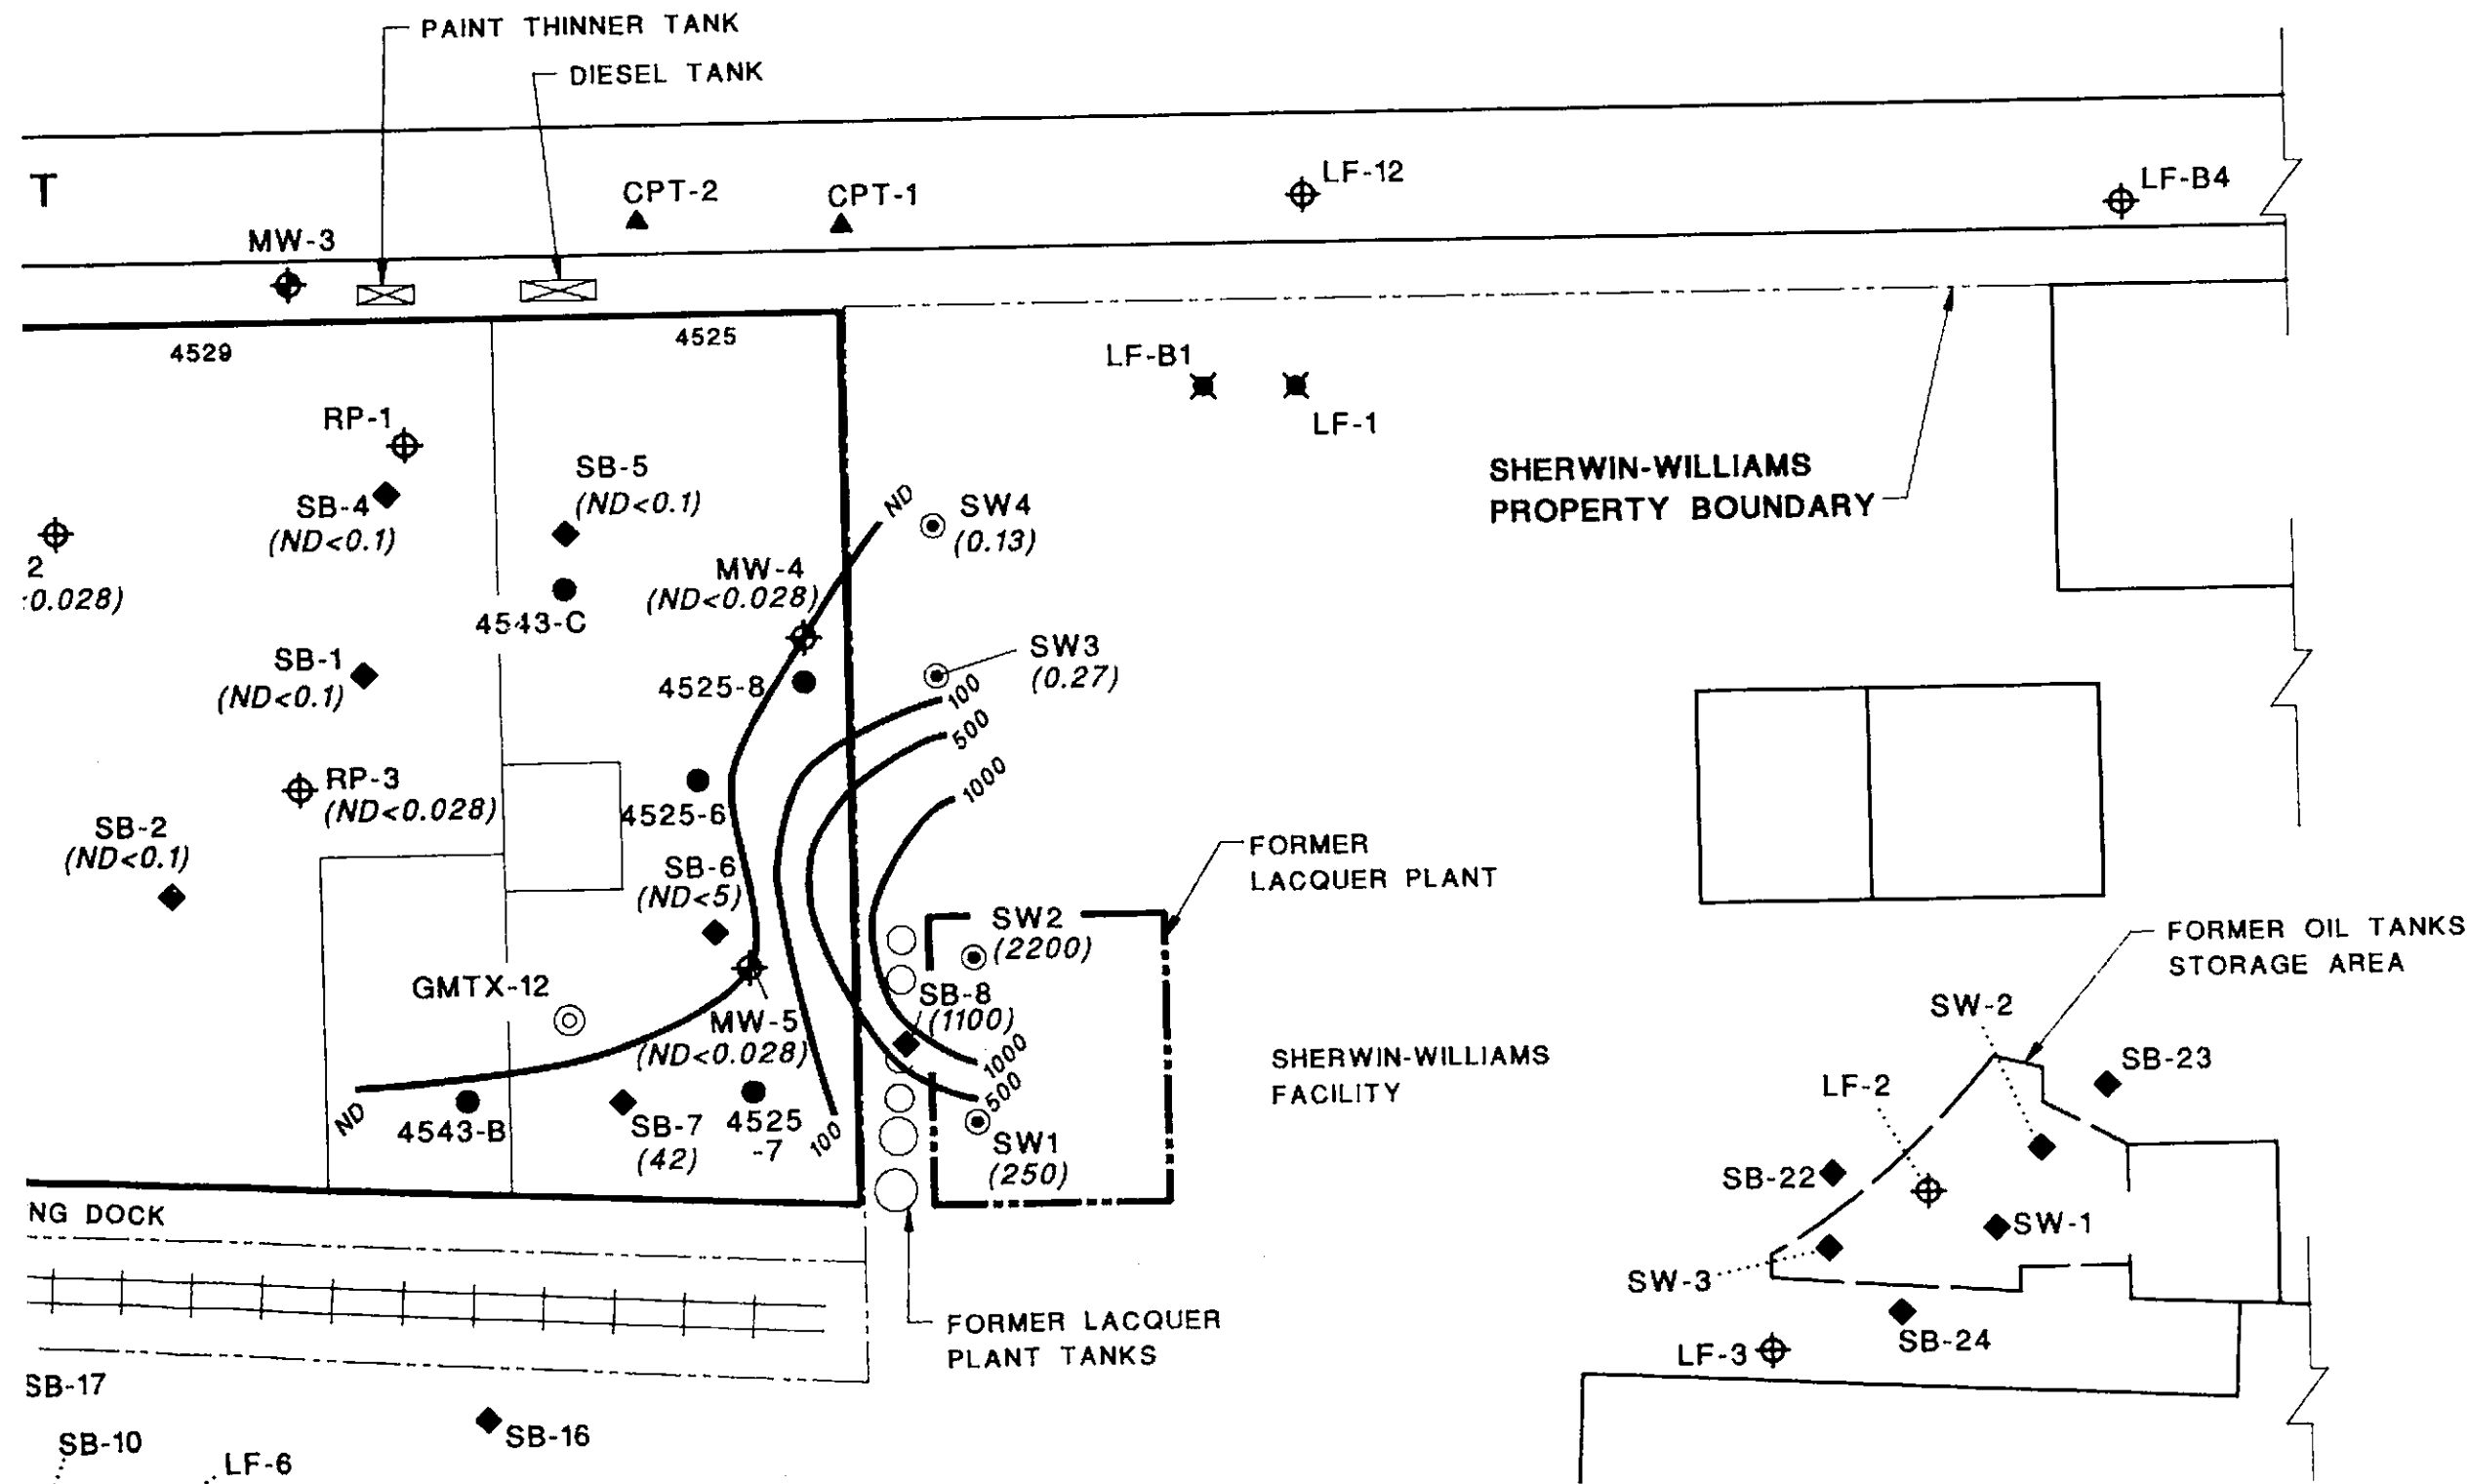 PAINT THINNER TANK
DIESEL TANK
T
CPT-2
CPT-1
LF-12
LF-B4
MW-3
4529
4525
LF-B1
LF-1
RP-1
SB-4
(ND<0.1)
SB-5
(ND<0.1)
ND
SW4
(0.13)
SHERWIN-WILLIAMS
PROPERTY BOUNDARY
2
0.028)
MW-4
(ND<0.028)
4543-C
SB-1
(ND<0.1)
4525-8
SW3
(0.27)
100
500
1000
RP-3
(ND<0.028)
4525-6
SB-2
(ND<0.1)
SB-6
(ND<5)
FORMER
LACQUER PLANT
SW2
(2200)
FORMER OIL TANKS
STORAGE AREA
GMTX-12
SB-8
(1100)
MW-5
(ND<0.028)
1000
500
SHERWIN-WILLIAMS
FACILITY
SW-2
SB-23
LF-2
ND
4543-B
SB-7
(42)
4525
-7
100
SW1
(250)
SB-22
SW-1
SW-3
NG DOCK
FORMER LACQUER
PLANT TANKS
SB-24
LF-3
SB-17
SB-16
SB-10
LF-6